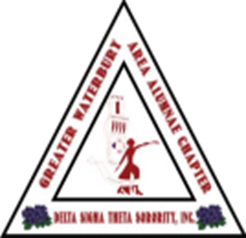 GREATER WATERBURY
AREA ALUMNAE CHAPTER
DELTA SIGMA THETA SORORITY, INC.